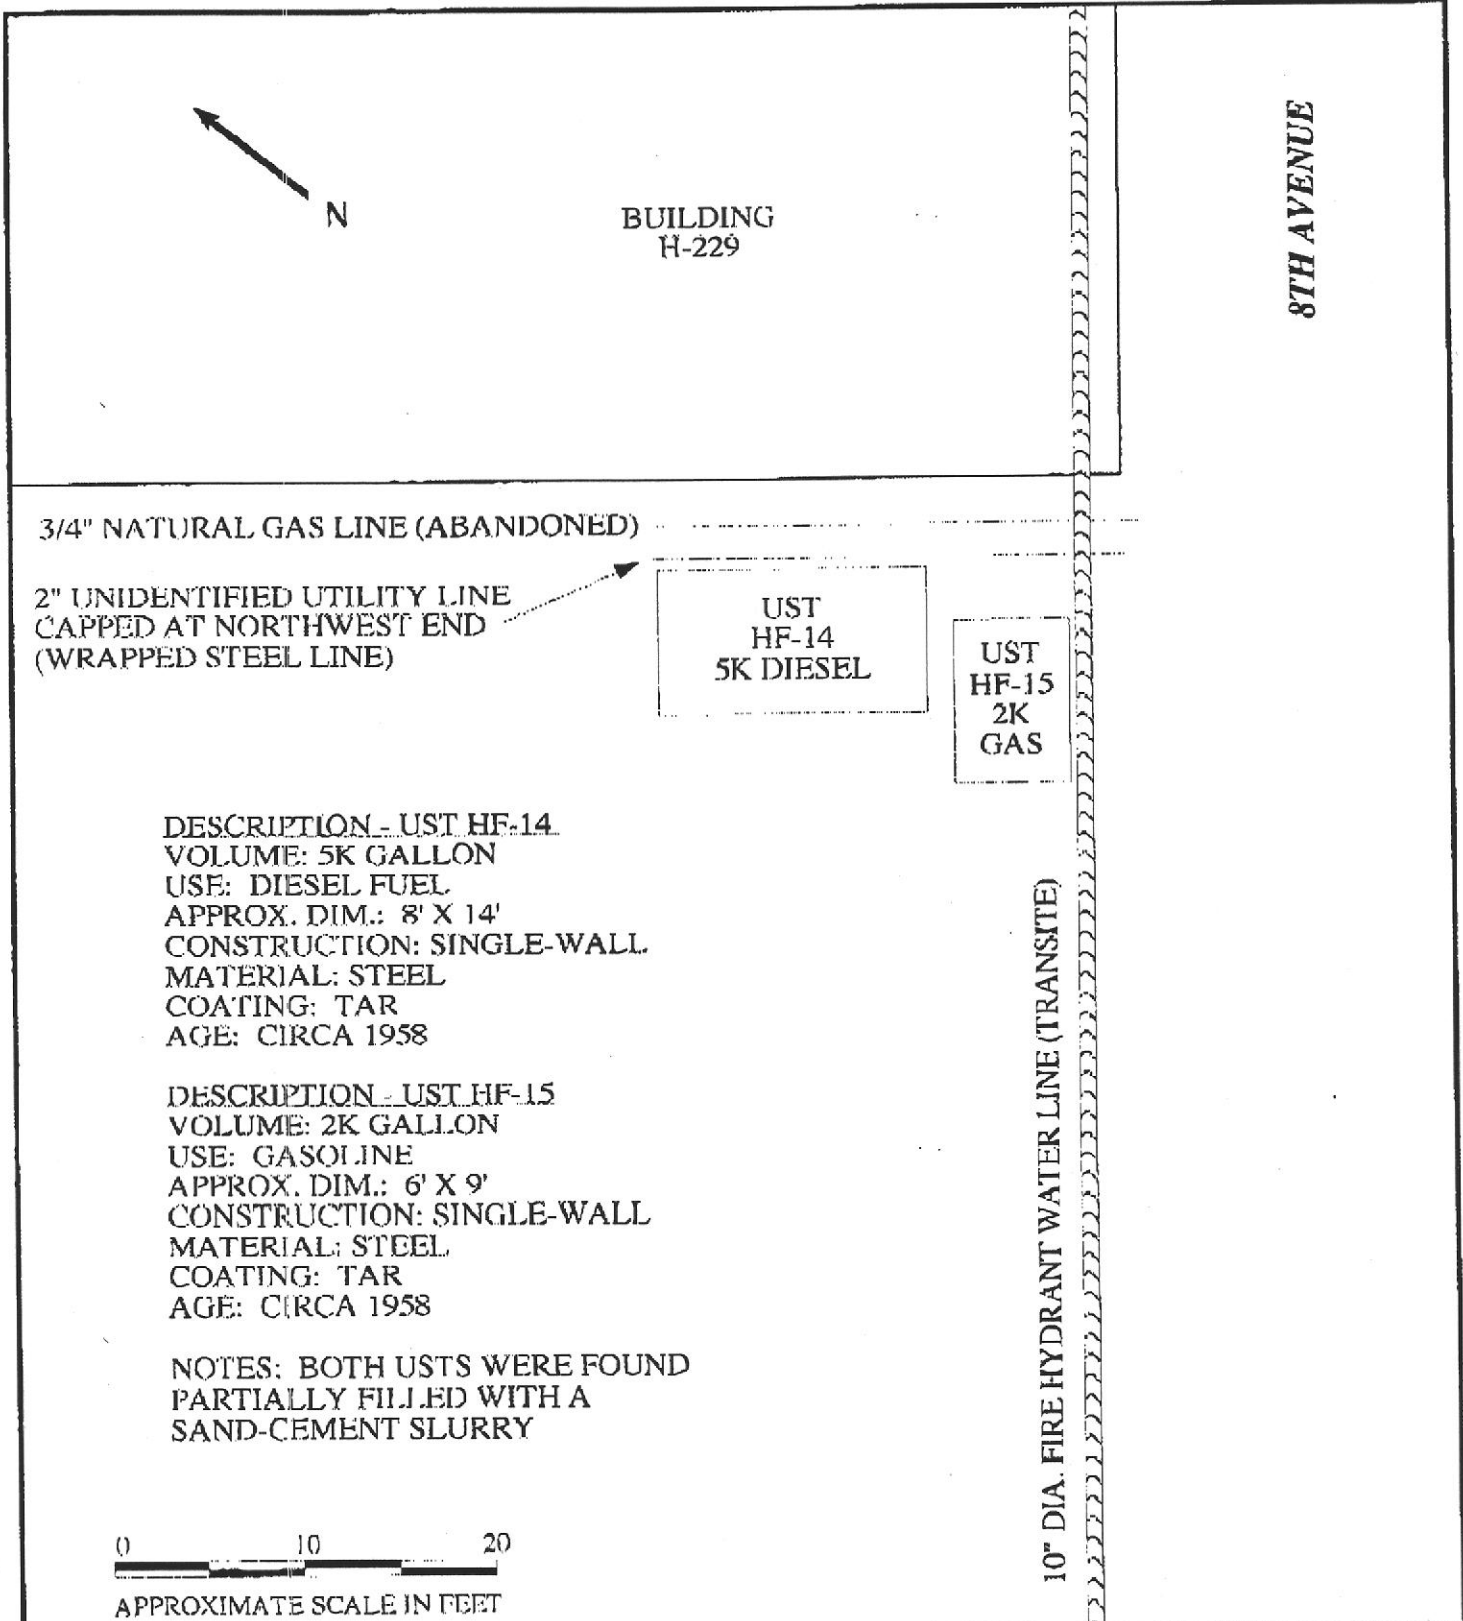 N
BUILDING
H-229
8TH AVENUE
3/4" NATURAL GAS LINE (ABANDONED)
2" UNIDENTIFIED UTILITY LINE
CAPPED AT NORTHWEST END
(WRAPPED STEEL LINE)
UST
HF-14
5K DIESEL
UST
HF-15
2K
GAS
DESCRIPTION - UST HF-14
VOLUME: 5K GALLON
USE: DIESEL FUEL
APPROX. DIM.: 8' X 14'
CONSTRUCTION: SINGLE-WALL
MATERIAL: STEEL
COATING: TAR
AGE: CIRCA 1958
DESCRIPTION - UST HF-15
VOLUME: 2K GALLON
USE: GASOLINE
APPROX. DIM.: 6' X 9'
CONSTRUCTION: SINGLE-WALL
MATERIAL: STEEL
COATING: TAR
AGE: CIRCA 1958
NOTES: BOTH USTS WERE FOUND
PARTIALLY FILLED WITH A
SAND-CEMENT SLURRY
10" DIA. FIRE HYDRANT WATER LINE (TRANSITE)
0 10 20
APPROXIMATE SCALE IN FEET